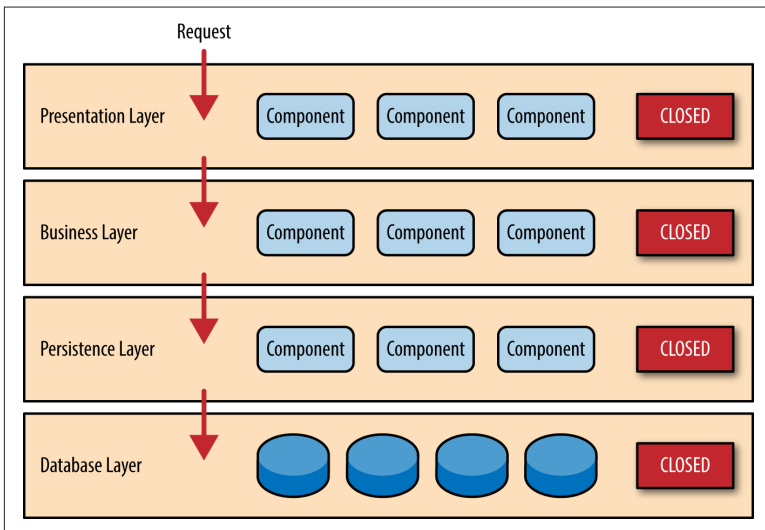 Request
Presentation Layer Component Component Component CLOSED
Business Layer Component Component Component CLOSED
Persistence Layer Component Component Component CLOSED
Database Layer CLOSED